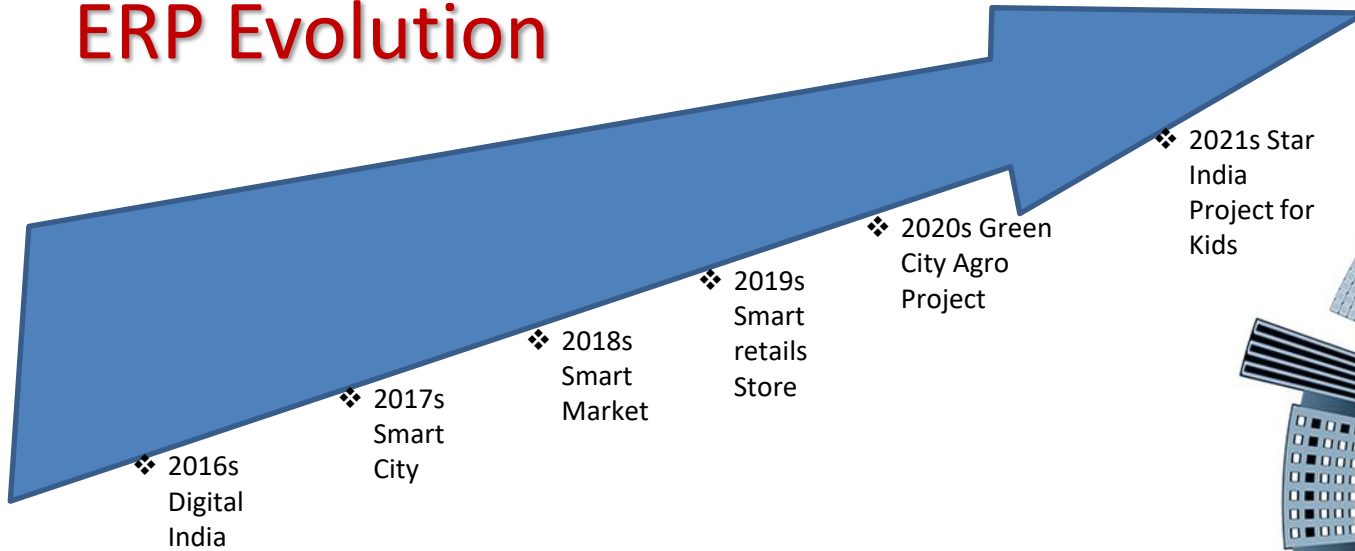 ERP Evolution
❖ 2016s
Digital
India
❖ 2017s
Smart
City
❖ 2018s
Smart
Market
❖ 2019s
Smart
retails
Store
❖ 2020s Green
City Agro
Project
❖ 2021s Star
India
Project for
Kids